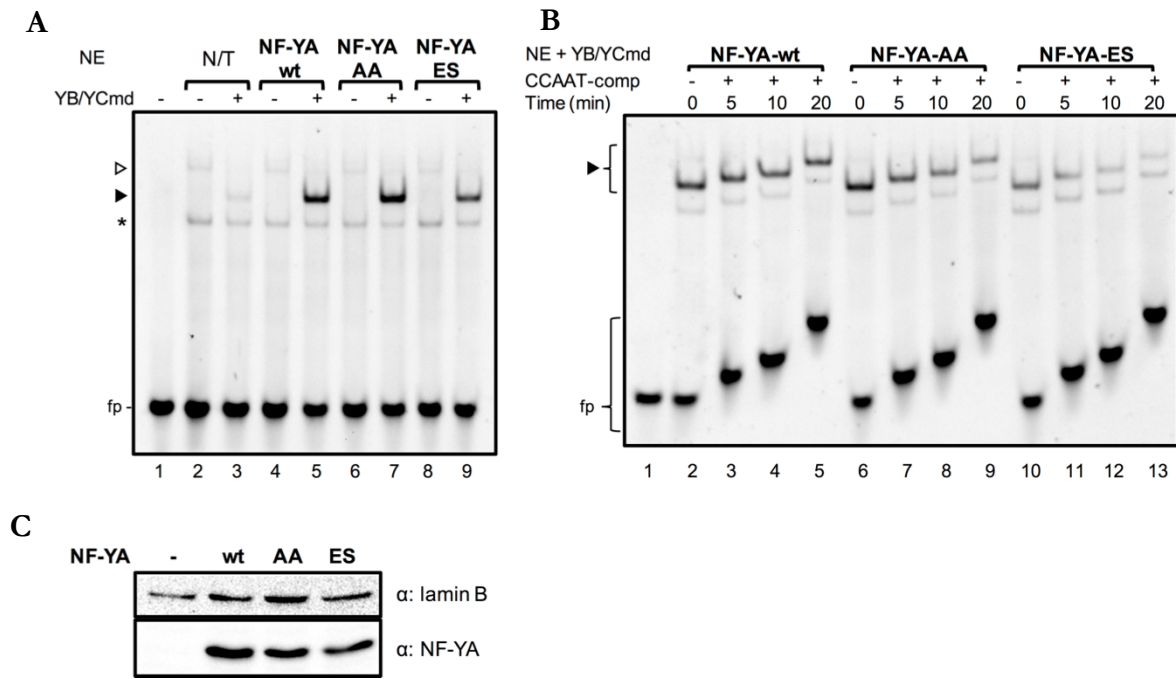 A
NE N/T NF-YA wt NF-YA AA NF-YA ES
YB/YCmd - - + - + - + - +
*
fp -
1 2 3 4 5 6 7 8 9
B
NE + YB/YCmd NF-YA-wt NF-YA-AA NF-YA-ES
CCAAT-comp - + + + - + + + - + + +
Time (min) 0 5 10 20 0 5 10 20 0 5 10 20
fp
1 2 3 4 5 6 7 8 9 10 11 12 13
C
NF-YA - wt AA ES
α: lamin B
α: NF-YA